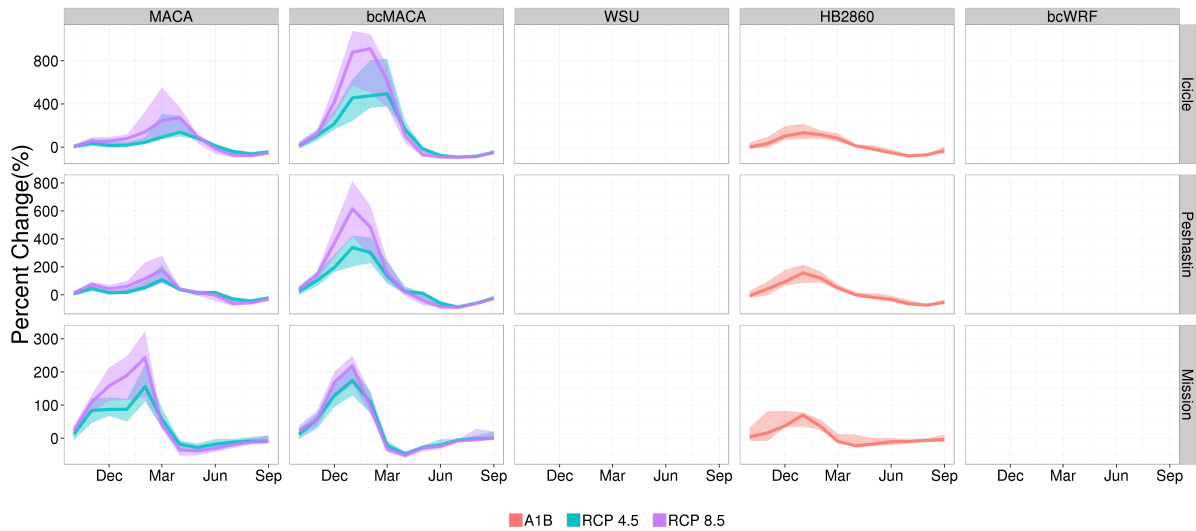 MACA bcMACA WSU HB2860 bcWRF
Percent Change(%)
800
400
0
Icicle
800
600
400
200
0
Peshastin
300
200
100
0
Mission
Dec Mar Jun Sep Dec Mar Jun Sep Dec Mar Jun Sep Dec Mar Jun Sep Dec Mar Jun Sep
A1B RCP 4.5 RCP 8.5